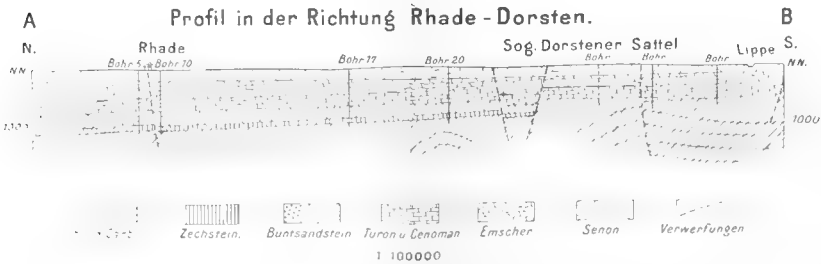 A Profil in der Richtung Rhade - Dorsten. B
N. Rhade Sog. Dorstener Sattel Lippe S.
NN. Bohr 5. Bohr 10 Bohr 17 Bohr 20 Bohr Bohr Bohr NN.
1000 1000
Zechstein. Buntsandstein Turon u Cenoman Emscher Senon Verwerfungen
1 100000